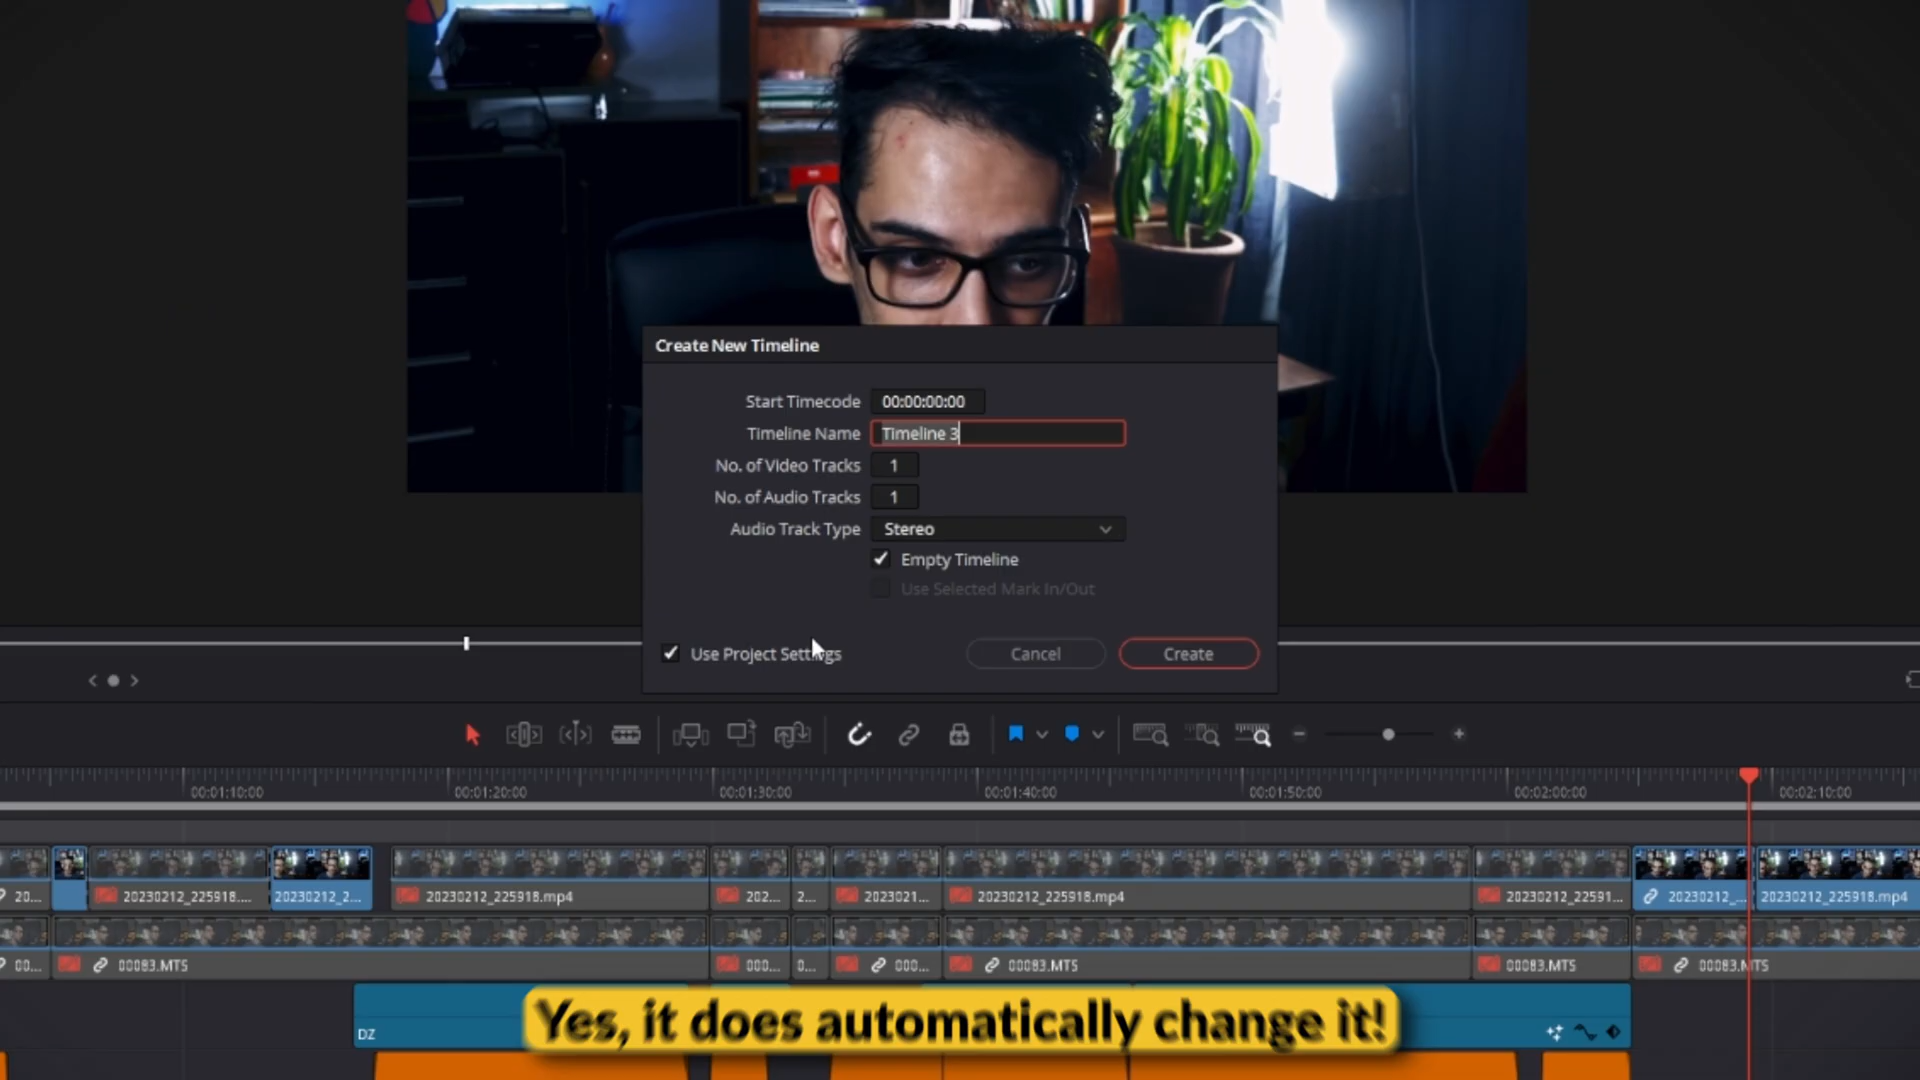 Create New Timeline
Start Timecode 00:00:00:00
Timeline Name Timeline 3
No. of Video Tracks 1
No. of Audio Tracks 1
Audio Track Type Stereo
Empty Timeline
Use Selected Mark In/Out
Use Project Settings Cancel Create
00:01:10:00 00:01:20:00 00:01:30:00 00:01:40:00 00:01:50:00 00:02:00:00 00:02:10:00
20... 20230212_225918.... 20230212_2... 20230212_225918.mp4 202... 2... 2023021... 20230212_225918.mp4 20230212_22591... 20230212_... 20230212_225918.mp4
00... 00083.MTS 000... 0... 000... 00083.MTS 00083.MTS 00083.MTS
DZ
Yes, it does automatically change it!